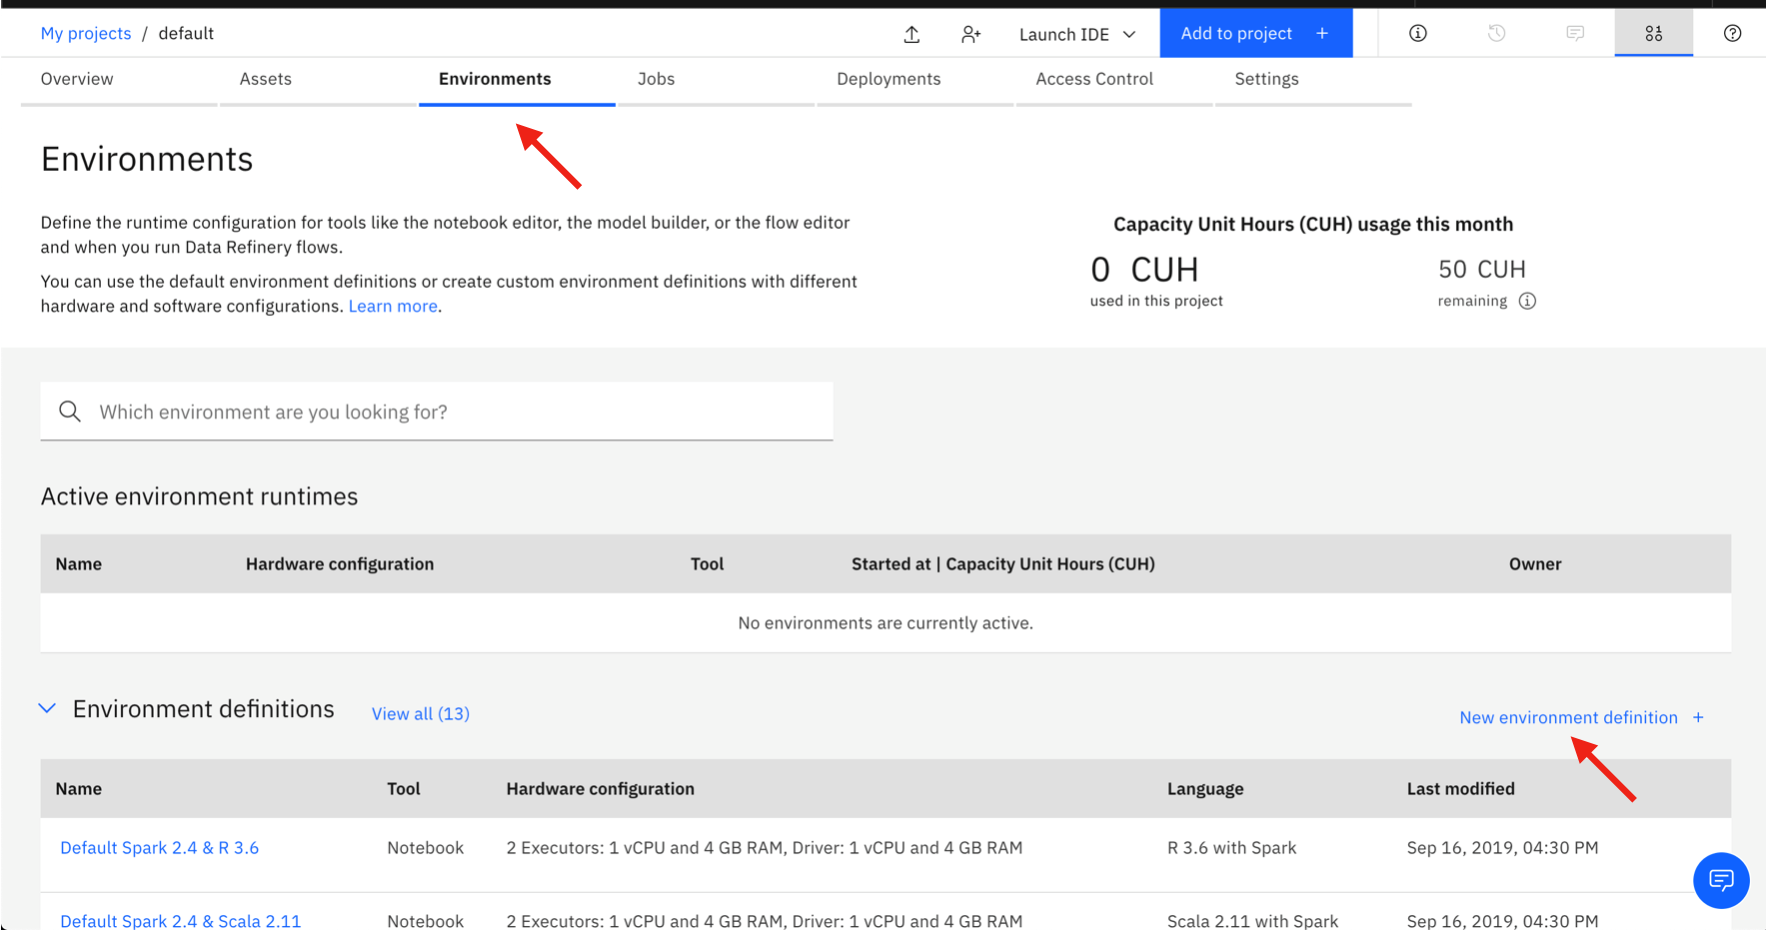 My projects / default
Launch IDE
Add to project +
Overview
Assets
Environments
Jobs
Deployments
Access Control
Settings
Environments
Define the runtime configuration for tools like the notebook editor, the model builder, or the flow editor
and when you run Data Refinery flows.
You can use the default environment definitions or create custom environment definitions with different
hardware and software configurations. Learn more.
Capacity Unit Hours (CUH) usage this month
0 CUH
used in this project
50 CUH
remaining
Which environment are you looking for?
Active environment runtimes
Name Hardware configuration Tool Started at | Capacity Unit Hours (CUH) Owner
No environments are currently active.
Environment definitions View all (13)
New environment definition +
Name Tool Hardware configuration Language Last modified
Default Spark 2.4 & R 3.6 Notebook 2 Executors: 1 vCPU and 4 GB RAM, Driver: 1 vCPU and 4 GB RAM R 3.6 with Spark Sep 16, 2019, 04:30 PM
Default Spark 2.4 & Scala 2.11 Notebook 2 Executors: 1 vCPU and 4 GB RAM, Driver: 1 vCPU and 4 GB RAM Scala 2.11 with Spark Sep 16, 2019, 04:30 PM